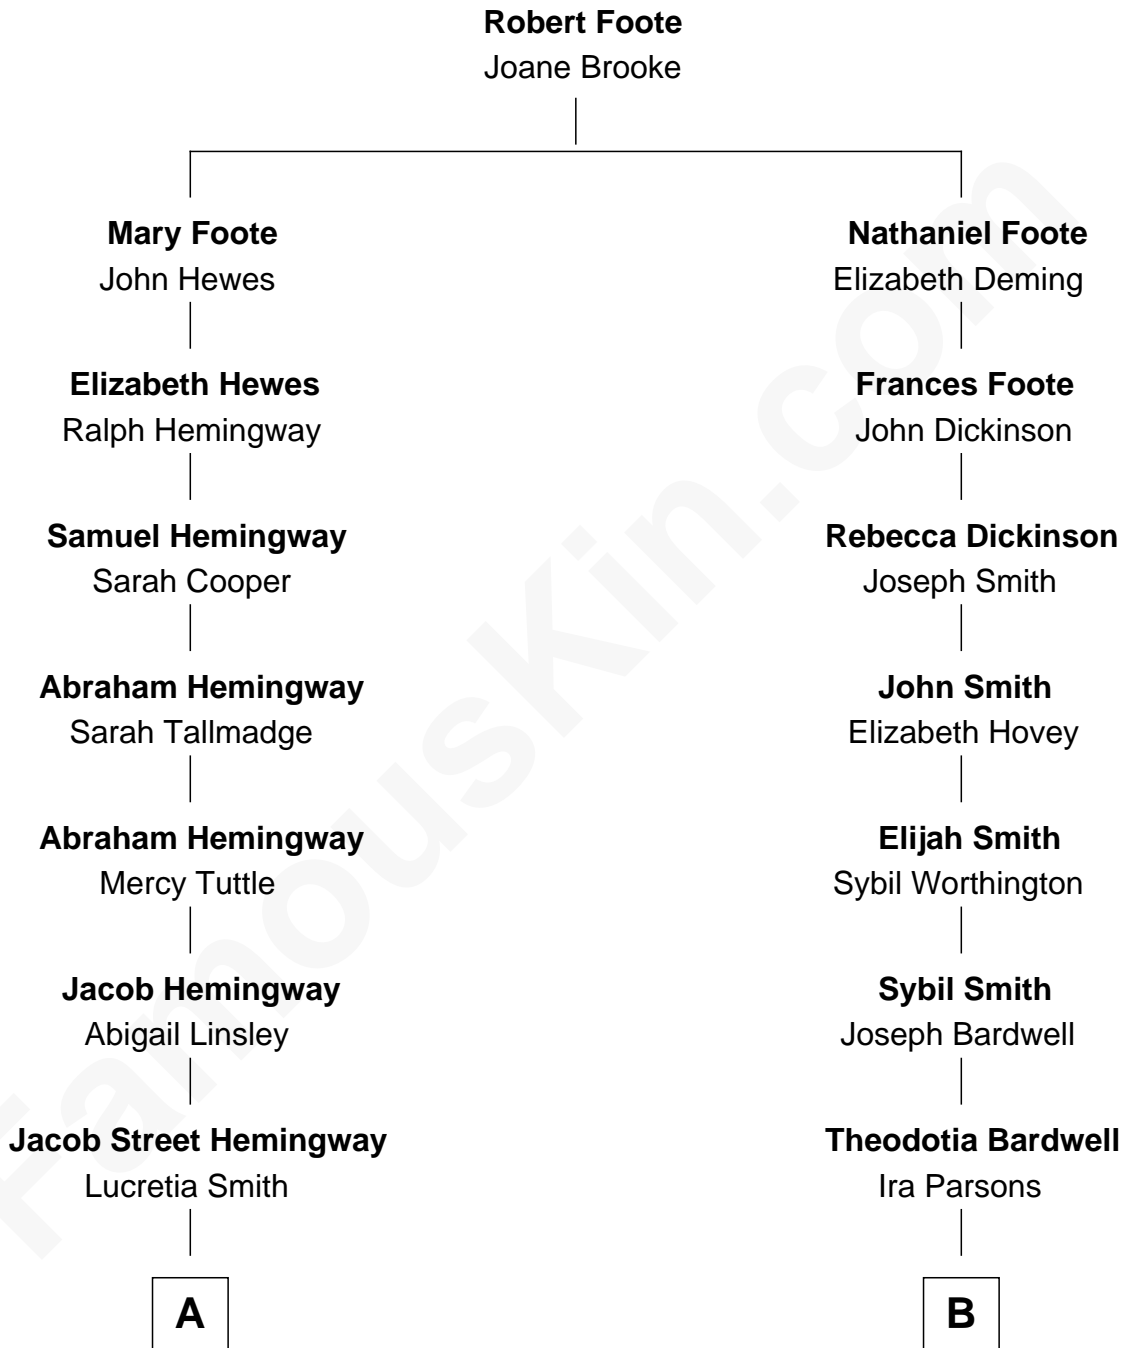 Robert Foote
Joane Brooke
Mary Foote
John Hewes
Nathaniel Foote
Elizabeth Deming
Elizabeth Hewes
Ralph Hemingway
Frances Foote
John Dickinson
Samuel Hemingway
Sarah Cooper
Rebecca Dickinson
Joseph Smith
Abraham Hemingway
Sarah Tallmadge
John Smith
Elizabeth Hovey
Abraham Hemingway
Mercy Tuttle
Elijah Smith
Sybil Worthington
Jacob Hemingway
Abigail Linsley
Sybil Smith
Joseph Bardwell
Jacob Street Hemingway
Lucretia Smith
Theodotia Bardwell
Ira Parsons
A
B
FamousKin.com